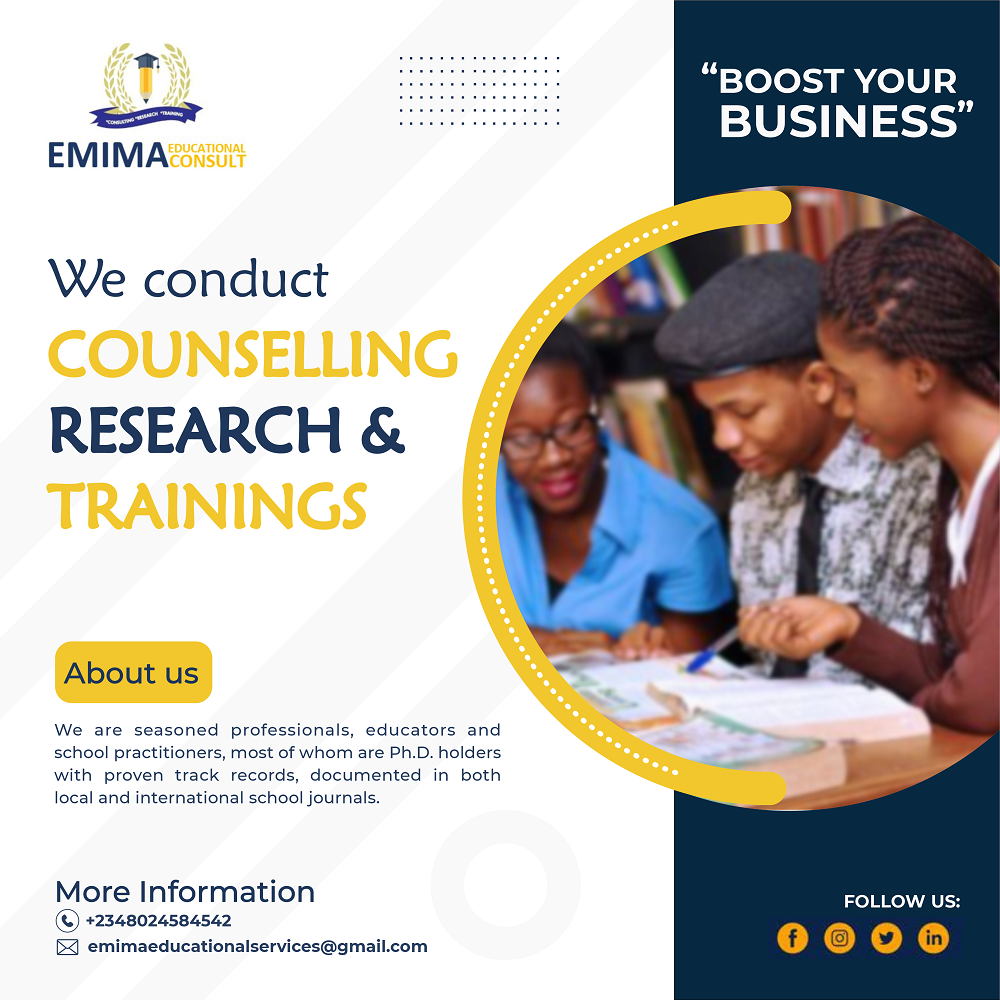 *CONSULTING *RESEARCH *TRAINING
EMIMA EDUCATIONAL
CONSULT
“BOOST YOUR
BUSINESS”
We conduct
COUNSELLING
RESEARCH &
TRAININGS
About us
We are seasoned professionals, educators and
school practitioners, most of whom are Ph.D. holders
with proven track records, documented in both
local and international school journals.
More Information
+2348024584542
emimaeducationalservices@gmail.com
FOLLOW US: